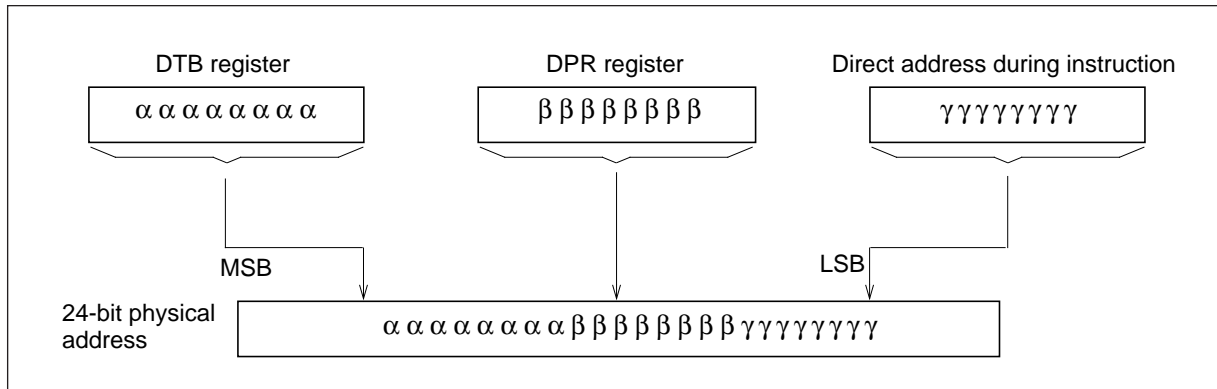 DTB register
DPR register
Direct address during instruction
α α α α α α α α
β β β β β β β β
γ γ γ γ γ γ γ γ
MSB
LSB
24-bit physical
address
α α α α α α α α β β β β β β β β γ γ γ γ γ γ γ γ